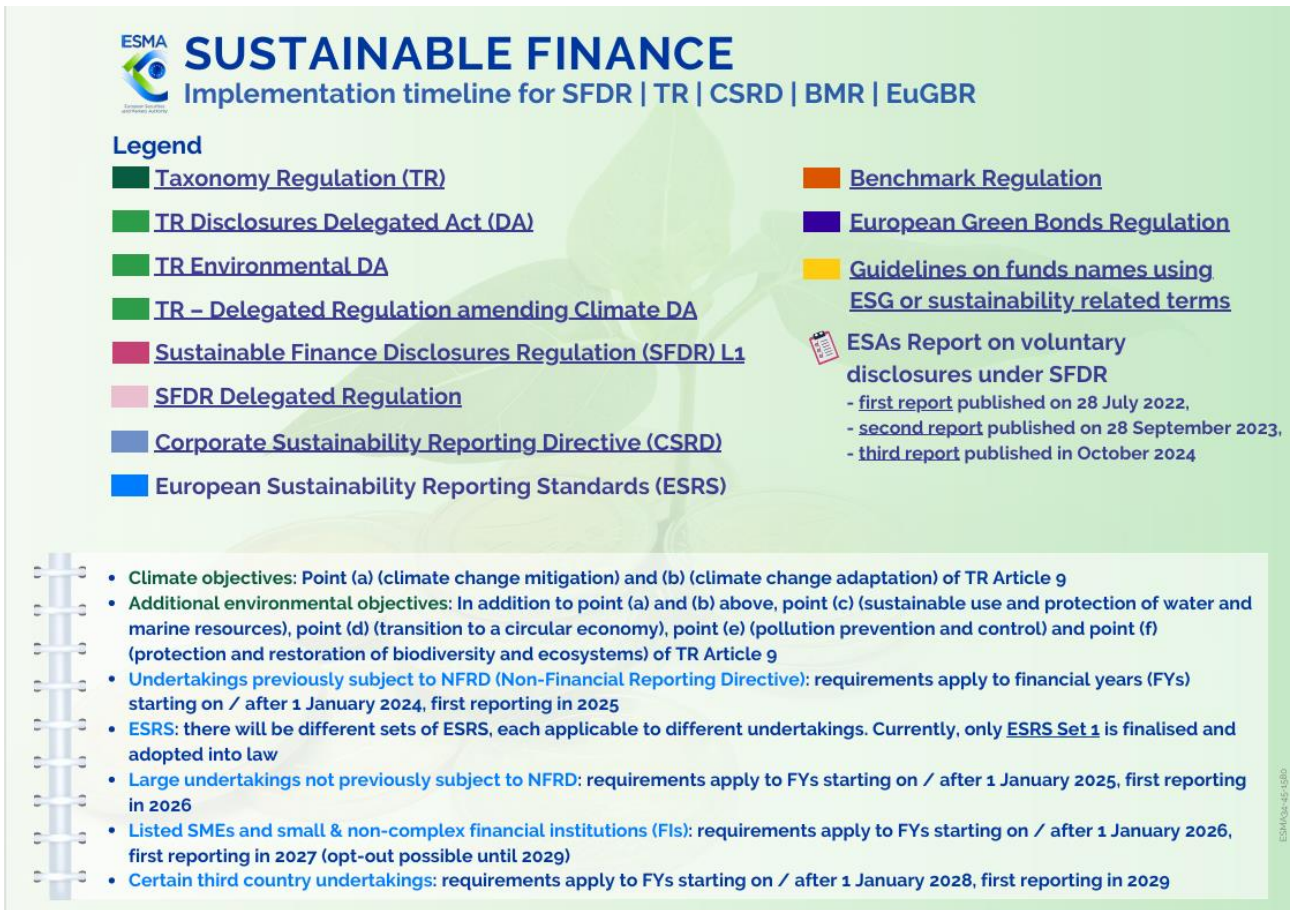 ESMA
European Securities
and Markets Authority
SUSTAINABLE FINANCE
Implementation timeline for SFDR | TR | CSRD | BMR | EuGBR
Legend
Taxonomy Regulation (TR)
TR Disclosures Delegated Act (DA)
TR Environmental DA
TR – Delegated Regulation amending Climate DA
Sustainable Finance Disclosures Regulation (SFDR) L1
SFDR Delegated Regulation
Corporate Sustainability Reporting Directive (CSRD)
European Sustainability Reporting Standards (ESRS)
Benchmark Regulation
European Green Bonds Regulation
Guidelines on funds names using
ESG or sustainability related terms
ESAs Report on voluntary
disclosures under SFDR
- first report published on 28 July 2022,
- second report published on 28 September 2023,
- third report published in October 2024
• Climate objectives: Point (a) (climate change mitigation) and (b) (climate change adaptation) of TR Article 9
• Additional environmental objectives: In addition to point (a) and (b) above, point (c) (sustainable use and protection of water and
marine resources), point (d) (transition to a circular economy), point (e) (pollution prevention and control) and point (f)
(protection and restoration of biodiversity and ecosystems) of TR Article 9
• Undertakings previously subject to NFRD (Non-Financial Reporting Directive): requirements apply to financial years (FYs)
starting on / after 1 January 2024, first reporting in 2025
• ESRS: there will be different sets of ESRS, each applicable to different undertakings. Currently, only ESRS Set 1 is finalised and
adopted into law
• Large undertakings not previously subject to NFRD: requirements apply to FYs starting on / after 1 January 2025, first reporting
in 2026
• Listed SMEs and small & non-complex financial institutions (FIs): requirements apply to FYs starting on / after 1 January 2026,
first reporting in 2027 (opt-out possible until 2029)
• Certain third country undertakings: requirements apply to FYs starting on / after 1 January 2028, first reporting in 2029
ESMA34-45-1580